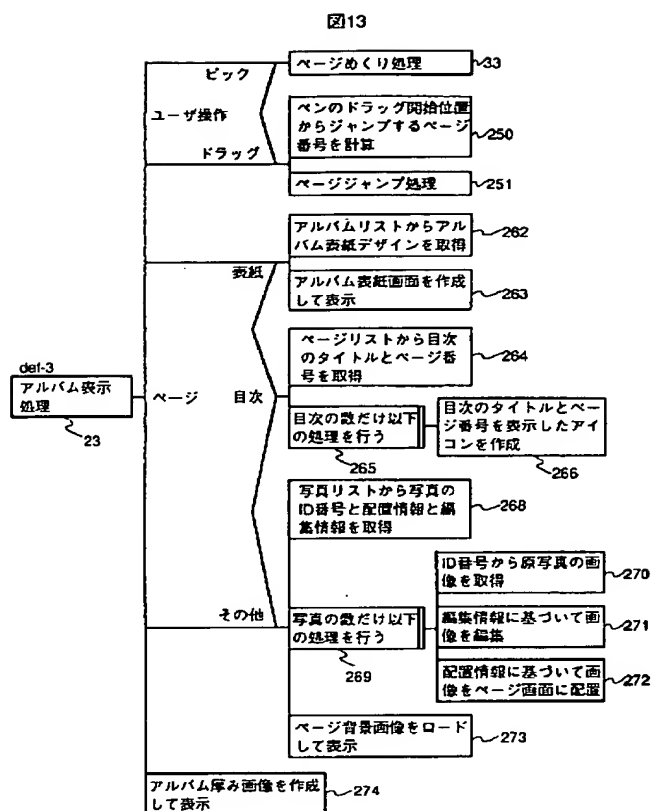 図13
ピック
ページめくり処理
33
ユーザ操作
ペンのドラッグ開始位置
からジャンプするページ
番号を計算
250
ドラッグ
ページジャンプ処理
251
アルバムリストからアル
バム表紙デザインを取得
262
表紙
アルバム表紙画面を作成
して表示
263
ページリストから目次
のタイトルとページ番
号を取得
264
def-3
アルバム表示
処理
23
ページ
目次
目次の数だけ以下
の処理を行う
265
目次のタイトルとペー
ジ番号を表示したアイ
コンを作成
266
写真リストから写真の
ID番号と配置情報と編
集情報を取得
268
その他
写真の数だけ以下
の処理を行う
269
ID番号から原写真の画
像を取得
270
編集情報に基づいて画
像を編集
271
配置情報に基づいて画
像をページ画面に配置
272
ページ背景画像をロード
して表示
273
アルバム厚み画像を作成
して表示
274